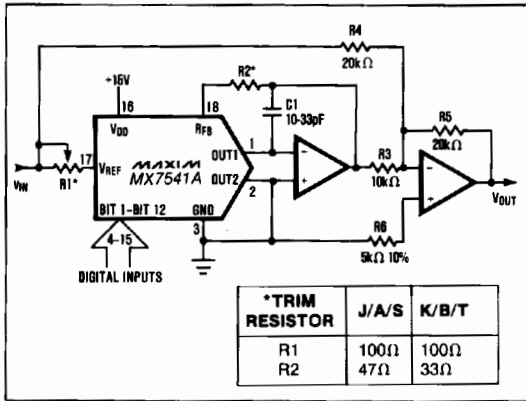 R4
20kΩ
+15V
R2*
16
18
C1
10-33pF
R5
20kΩ
VDD
RFB
1
OUT1
R3
10kΩ
17
VREF
MAXIM
MX7541A
OUT2
2
VIN
R1*
VOUT
BIT 1-BIT 12
GND
3
R6
5kΩ 10%
4-15
DIGITAL INPUTS
*TRIM RESISTOR J/A/S K/B/T
R1 100Ω 100Ω
R2 47Ω 33Ω